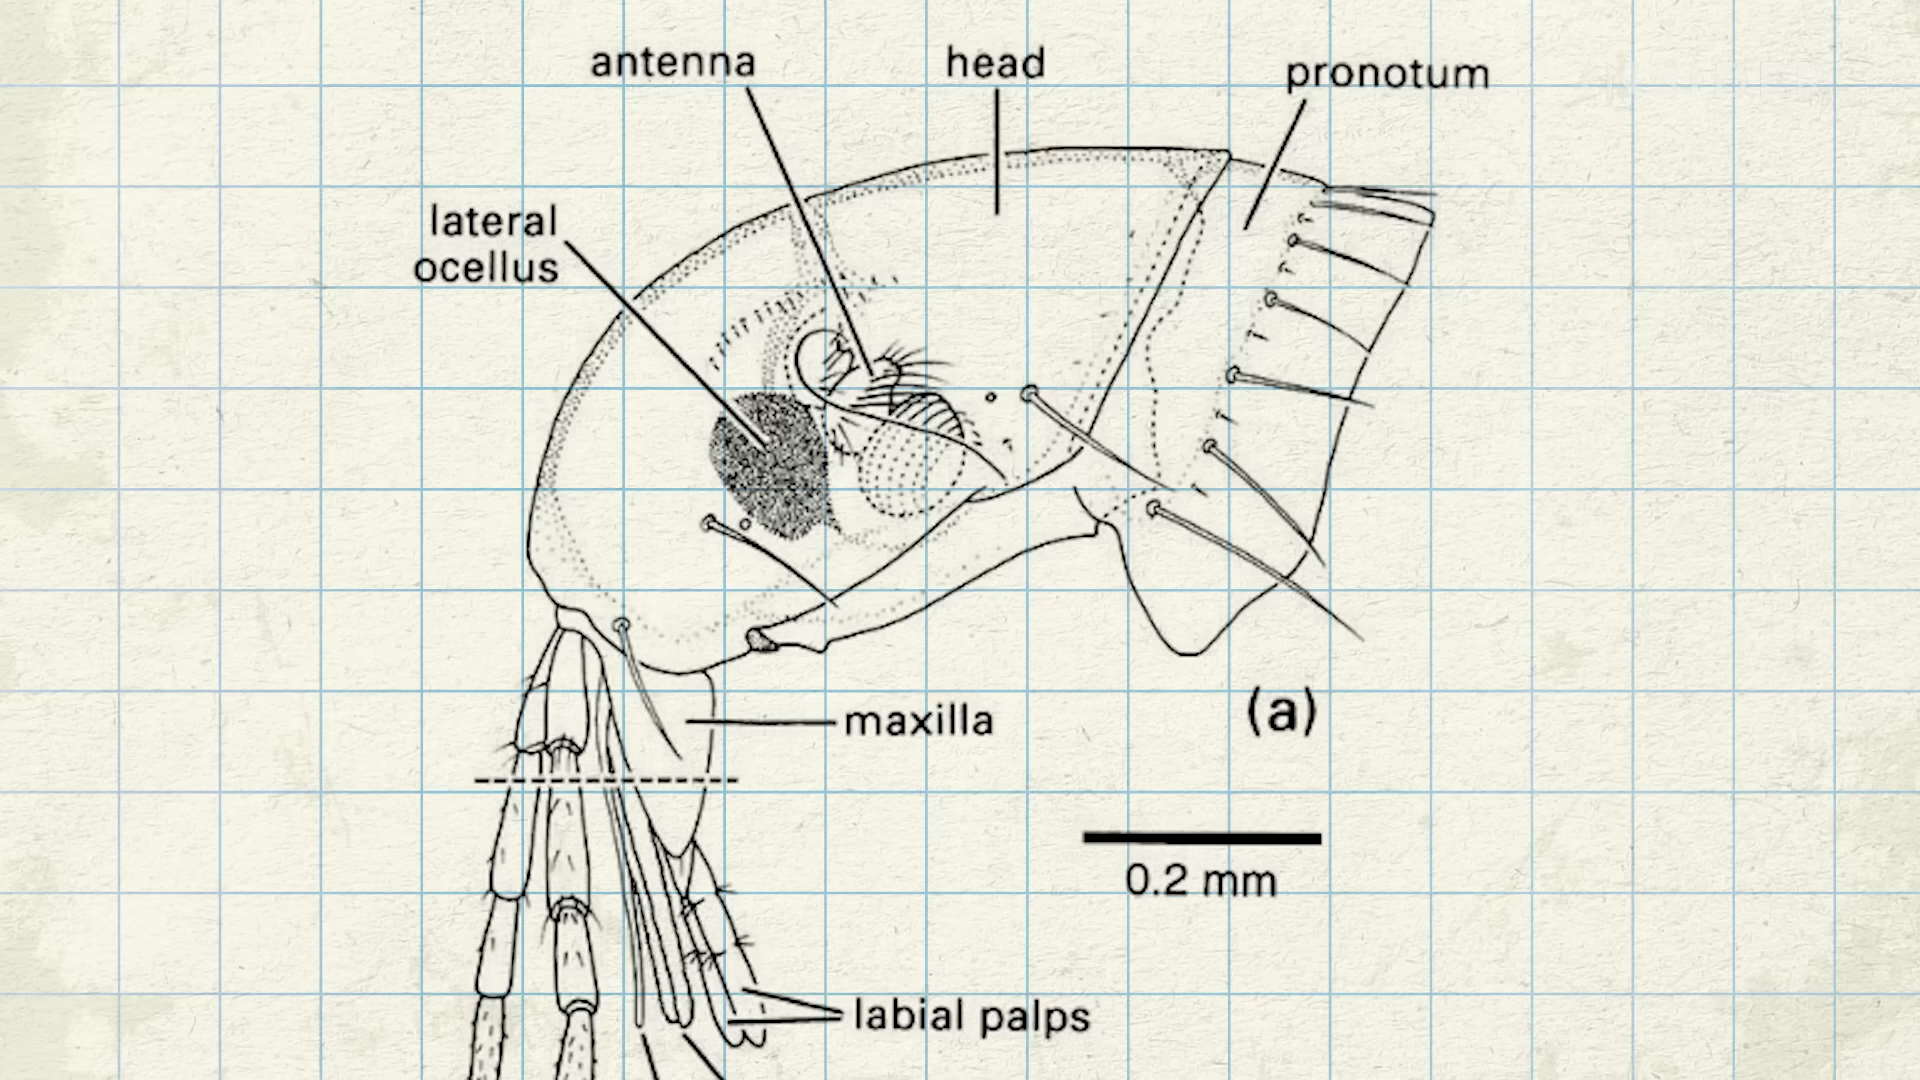 antenna
head
pronotum
lateral
ocellus
maxilla
(a)
0.2 mm
labial palps